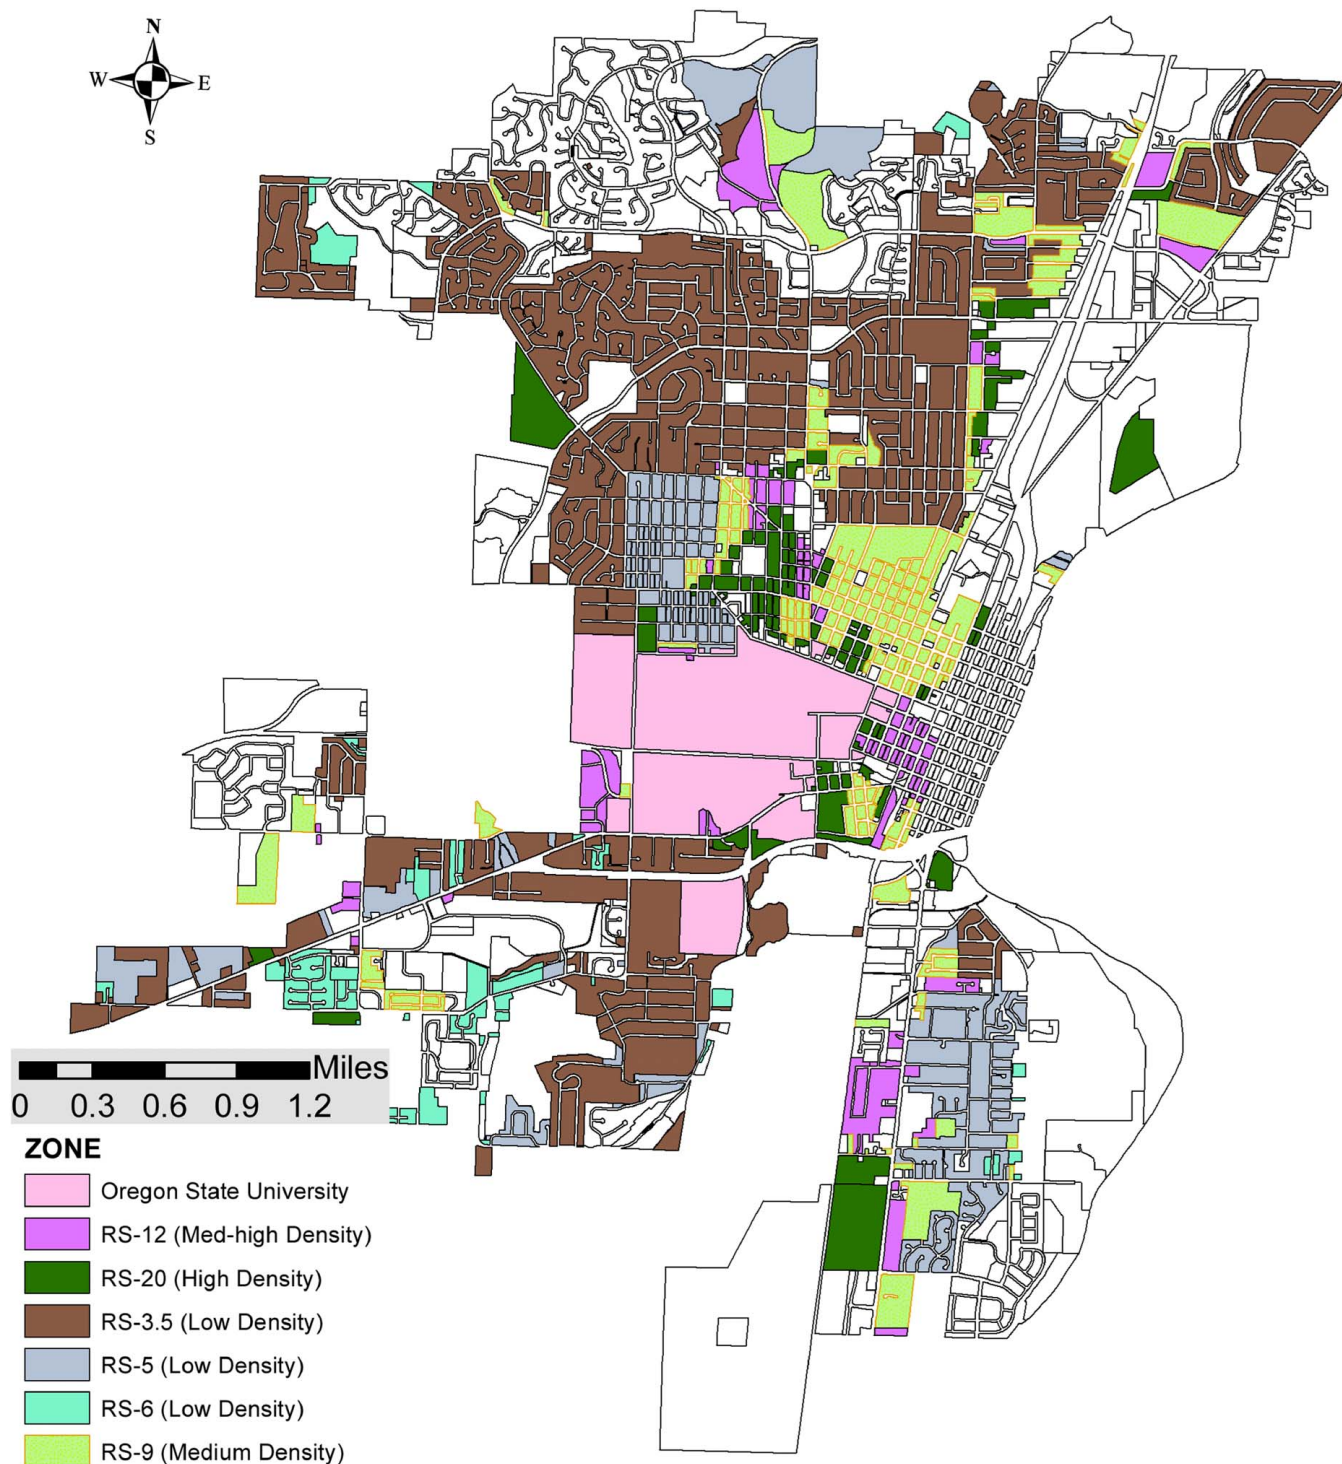 N
W E
S
Miles
0 0.3 0.6 0.9 1.2
ZONE
Oregon State University
RS-12 (Med-high Density)
RS-20 (High Density)
RS-3.5 (Low Density)
RS-5 (Low Density)
RS-6 (Low Density)
RS-9 (Medium Density)